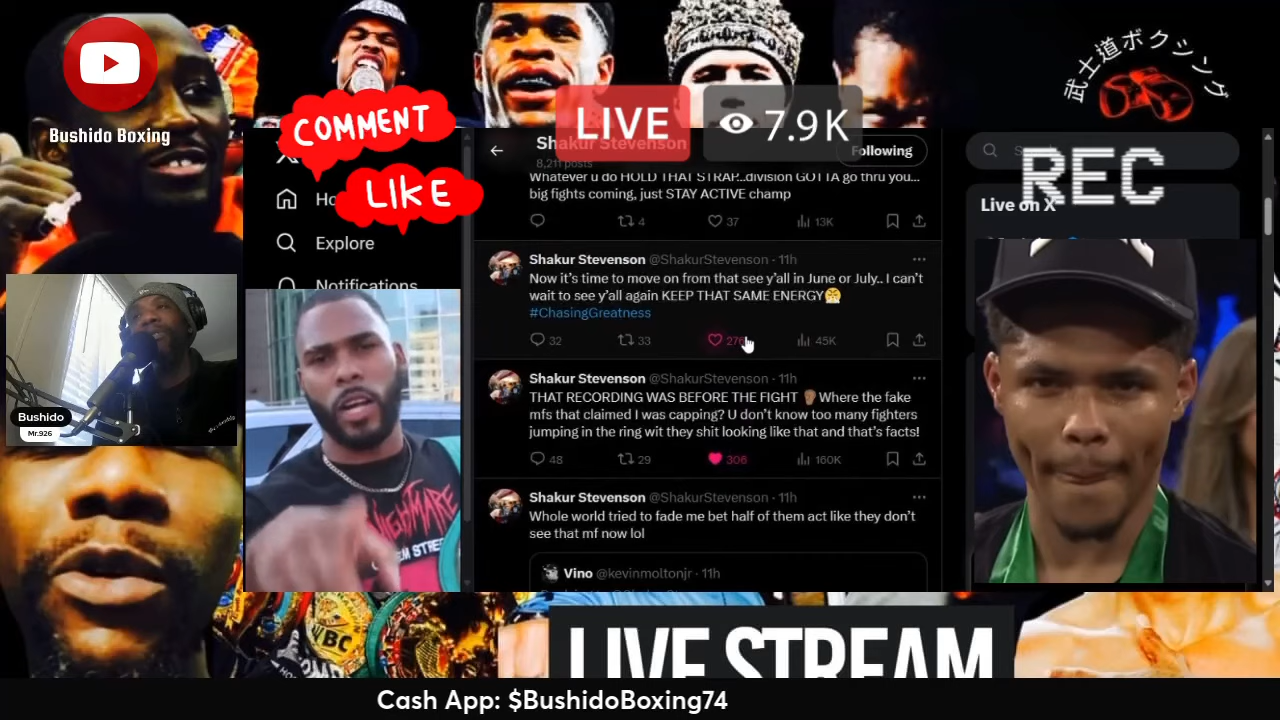 Bushido Boxing
COMMENT
LIKE
LIVE
7.9K
武士道ボクシング
REC
Shakur Stevenson
8,211 posts
Following
Live on X
Explore
Notifications
Whatever u do HOLD THAT STRAP..division GOTTA go thru you...
big fights coming, just STAY ACTIVE champ
4
37
13K
Shakur Stevenson @ShakurStevenson · 11h
Now it's time to move on from that see y'all in June or July.. I can't
wait to see y'all again KEEP THAT SAME ENERGY😤
#ChasingGreatness
32
33
45K
Shakur Stevenson @ShakurStevenson · 11h
THAT RECORDING WAS BEFORE THE FIGHT 👂🏾Where the fake
mfs that claimed I was capping? U don't know too many fighters
jumping in the ring wit they shit looking like that and that's facts!
48
29
306
160K
Shakur Stevenson @ShakurStevenson · 11h
Whole world tried to fade me bet half of them act like they don't
see that mf now lol
Vino @kevinmoltonjr · 11h
Bushido
Mr.926
NIGHTMARE
WBC
LIVE STREAM
Cash App: $BushidoBoxing74